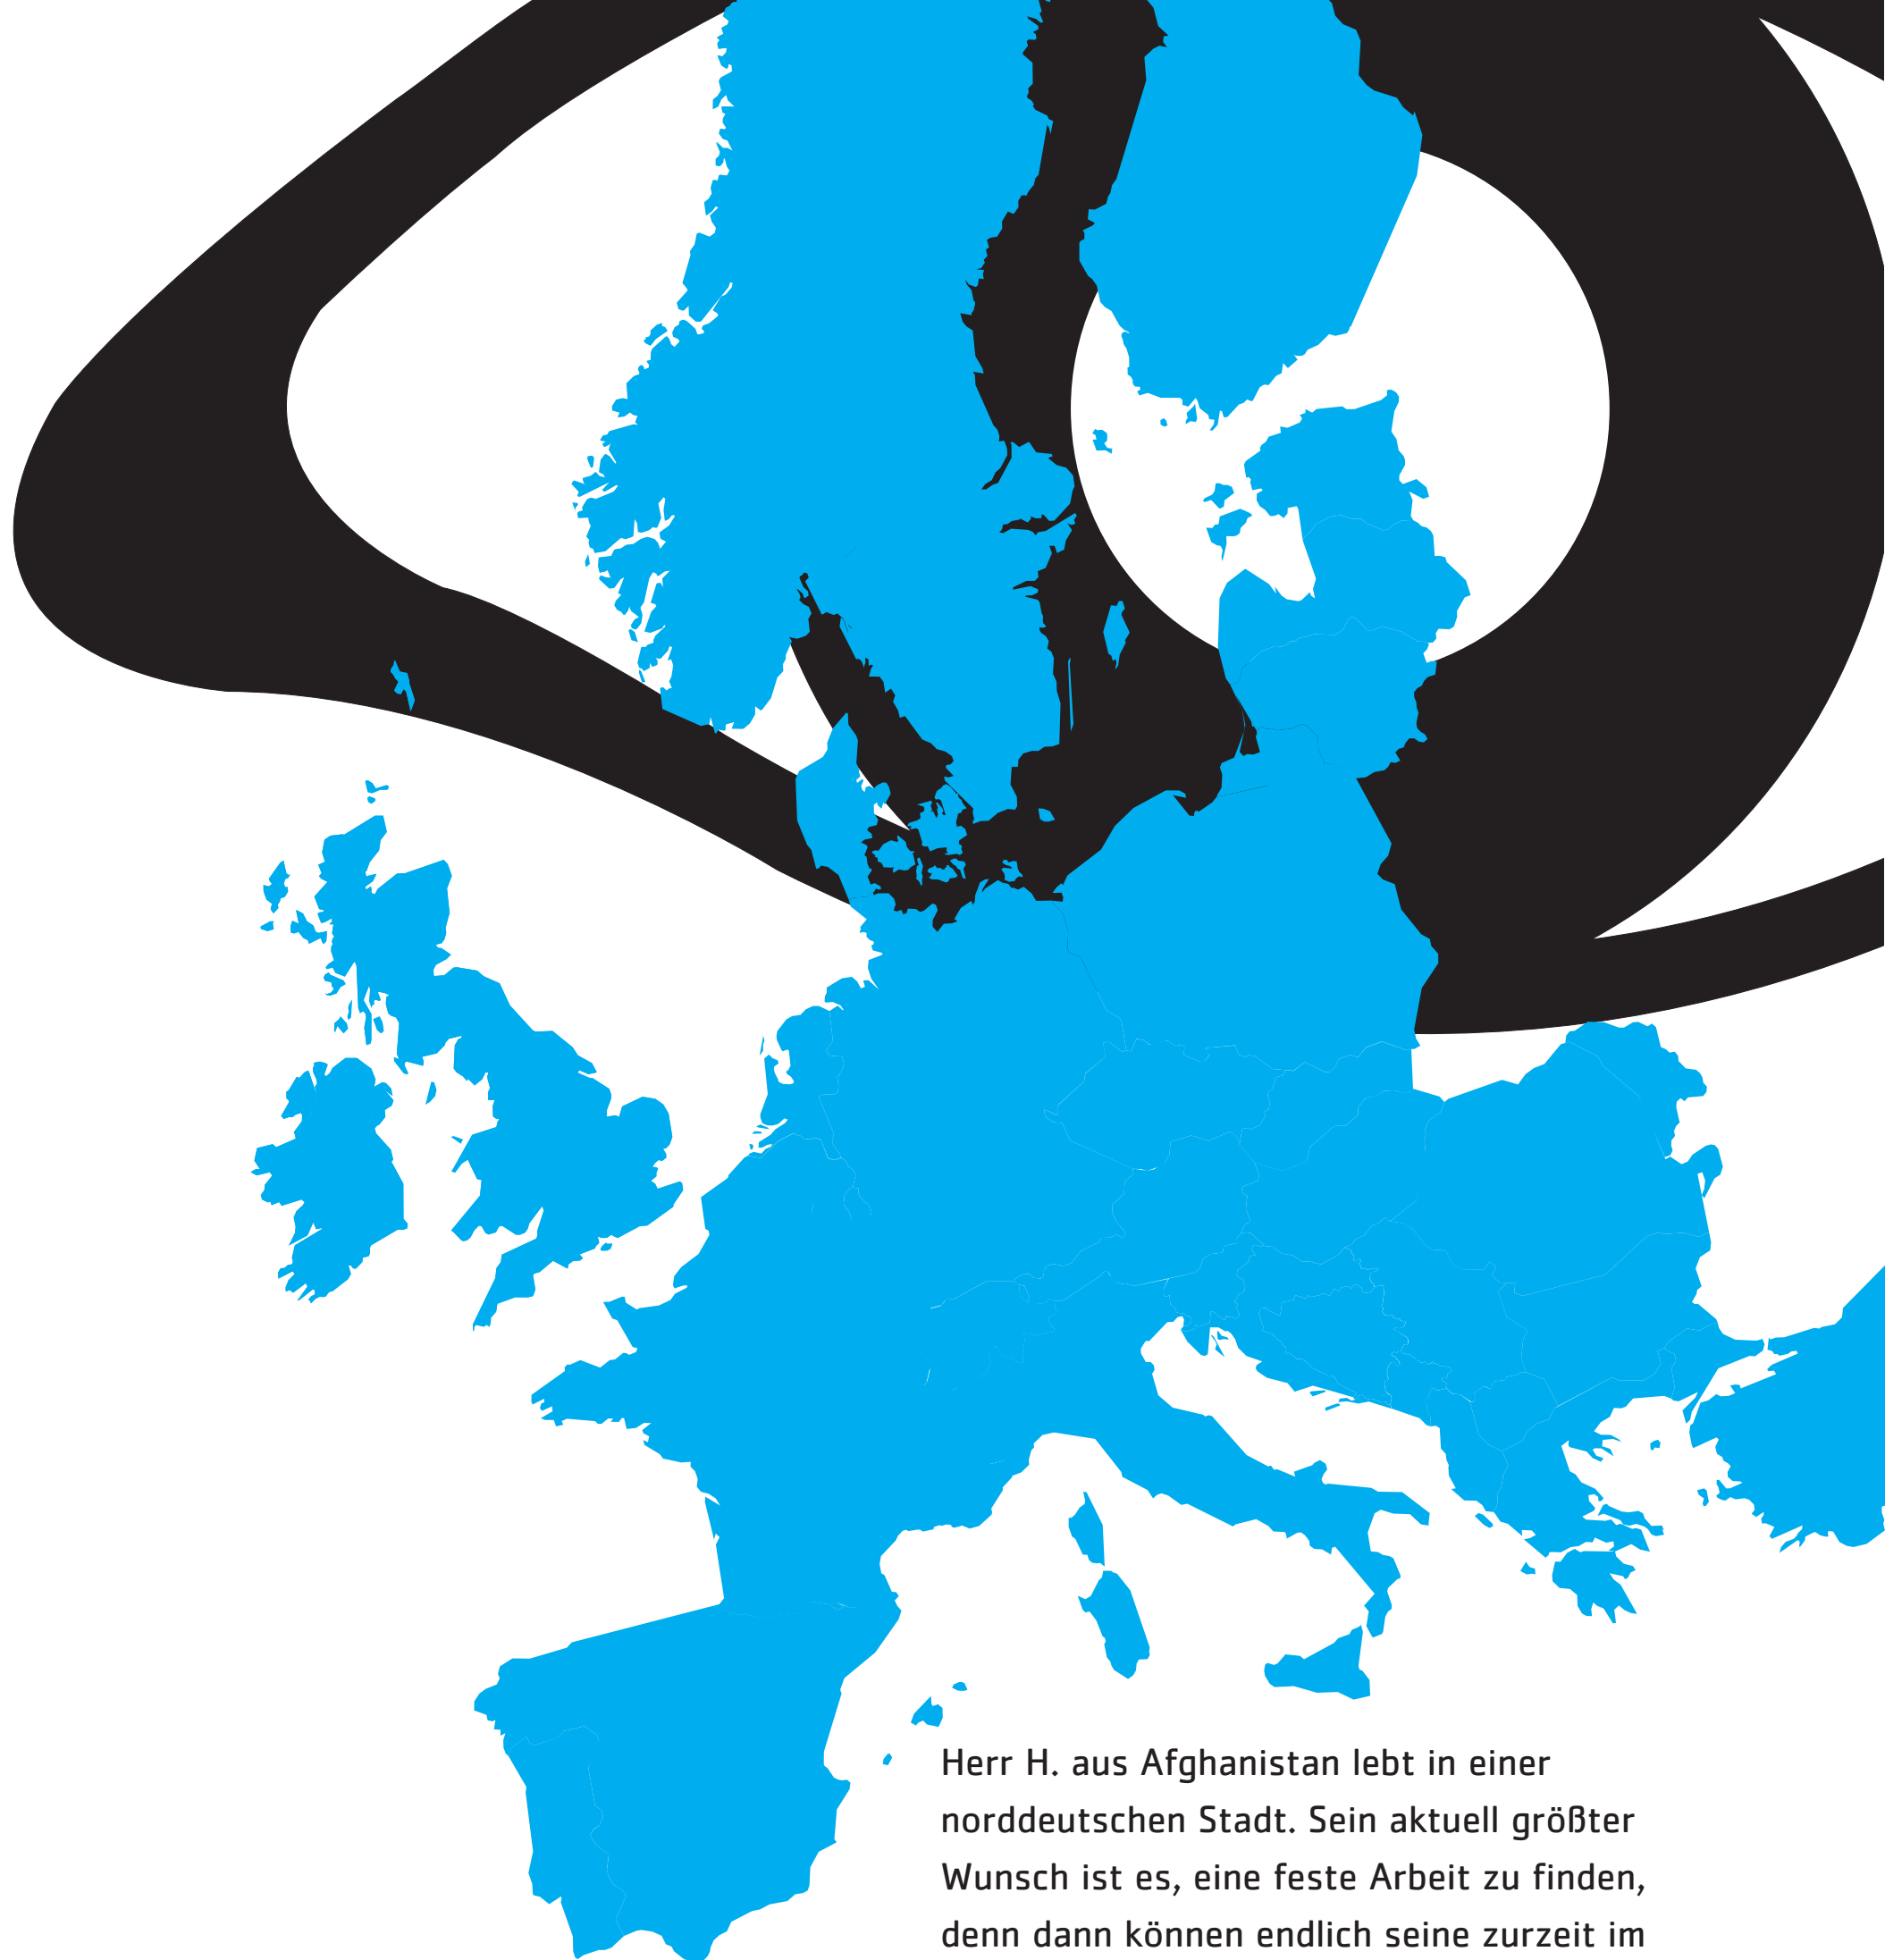 Herr H. aus Afghanistan lebt in einer
norddeutschen Stadt. Sein aktuell größter
Wunsch ist es, eine feste Arbeit zu finden,
denn dann können endlich seine zurzeit im